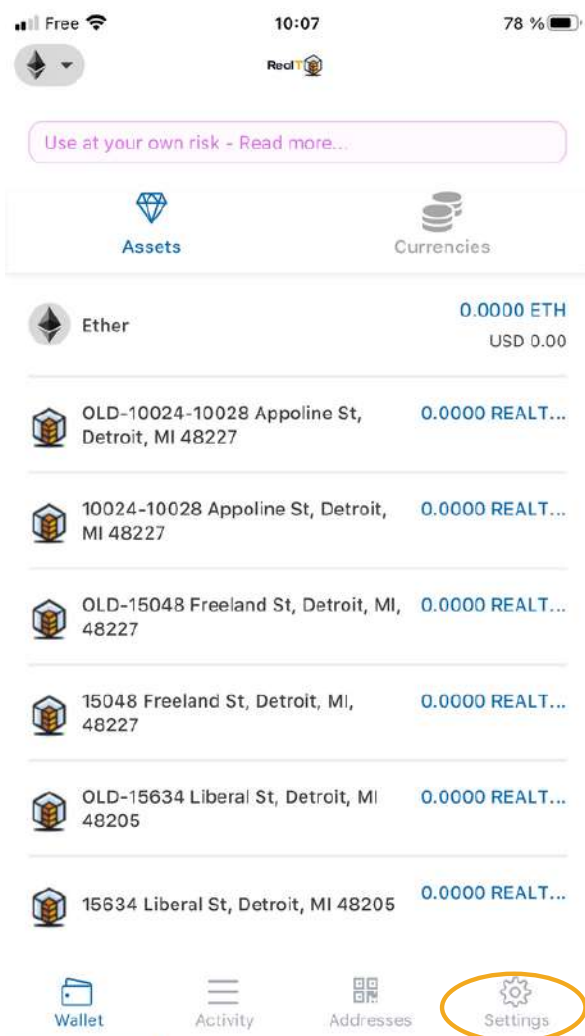 Free 10:07 78 %
RealT
Use at your own risk - Read more...
Assets Currencies
Ether 0.0000 ETH
USD 0.00
OLD-10024-10028 Appoline St, 0.0000 REALT...
Detroit, MI 48227
10024-10028 Appoline St, Detroit, 0.0000 REALT...
MI 48227
OLD-15048 Freeland St, Detroit, MI, 0.0000 REALT...
48227
15048 Freeland St, Detroit, MI, 0.0000 REALT...
48227
OLD-15634 Liberal St, Detroit, MI 0.0000 REALT...
48205
15634 Liberal St, Detroit, MI 48205 0.0000 REALT...
Wallet Activity Addresses Settings